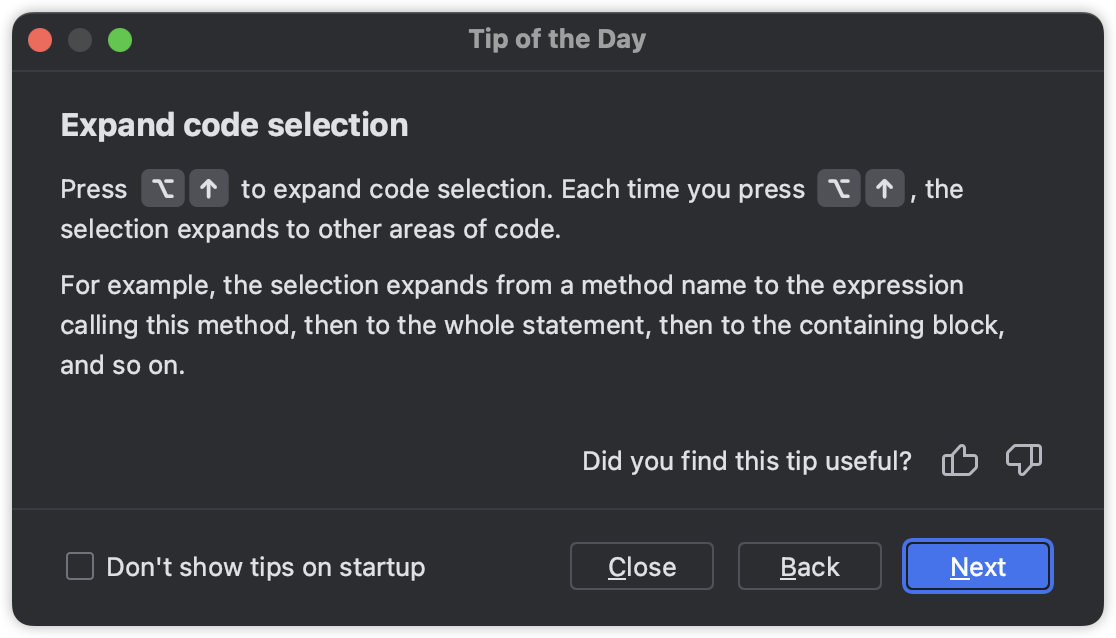 Tip of the Day
Expand code selection
Press ⌥ ↑ to expand code selection. Each time you press ⌥ ↑ , the
selection expands to other areas of code.
For example, the selection expands from a method name to the expression
calling this method, then to the whole statement, then to the containing block,
and so on.
Did you find this tip useful?
Don't show tips on startup
Close
Back
Next